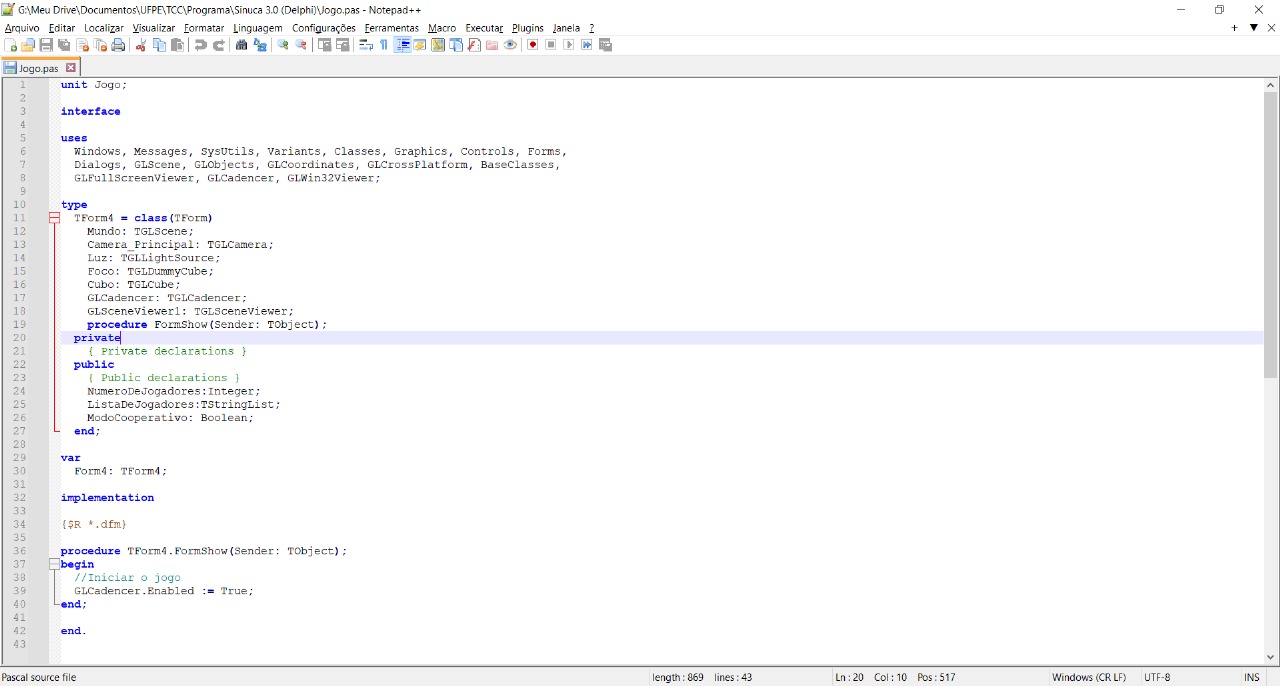 G:\Meu Drive\Documentos\UFPE\TCC\Programa\Sinuca 3.0 (Delphi)\Jogo.pas - Notepad++
Arquivo Editar Localizar Visualizar Formatar Linguagem Configurações Ferramentas Macro Executar Plugins Janela ?
Jogo.pas
1 unit Jogo;
2
3 interface
4
5 uses
6 Windows, Messages, SysUtils, Variants, Classes, Graphics, Controls, Forms,
7 Dialogs, GLScene, GLObjects, GLCoordinates, GLCrossPlatform, BaseClasses,
8 GLFullScreenViewer, GLCadencer, GLWin32Viewer;
9
10 type
11 TForm4 = class(TForm)
12 Mundo: TGLScene;
13 Camera_Principal: TGLCamera;
14 Luz: TGLLightSource;
15 Foco: TGLDummyCube;
16 Cubo: TGLCube;
17 GLCadencer: TGLCadencer;
18 GLSceneViewer1: TGLSceneViewer;
19 procedure FormShow(Sender: TObject);
20 private
21 { Private declarations }
22 public
23 { Public declarations }
24 NumeroDeJogadores:Integer;
25 ListaDeJogadores:TStringList;
26 ModoCooperativo: Boolean;
27 end;
28
29 var
30 Form4: TForm4;
31
32 implementation
33
34 {$R *.dfm}
35
36 procedure TForm4.FormShow(Sender: TObject);
37 begin
38 //Iniciar o jogo
39 GLCadencer.Enabled := True;
40 end;
41
42 end.
43
Pascal source file length : 869 lines : 43 Ln : 20 Col : 10 Pos : 517 Windows (CR LF) UTF-8 INS